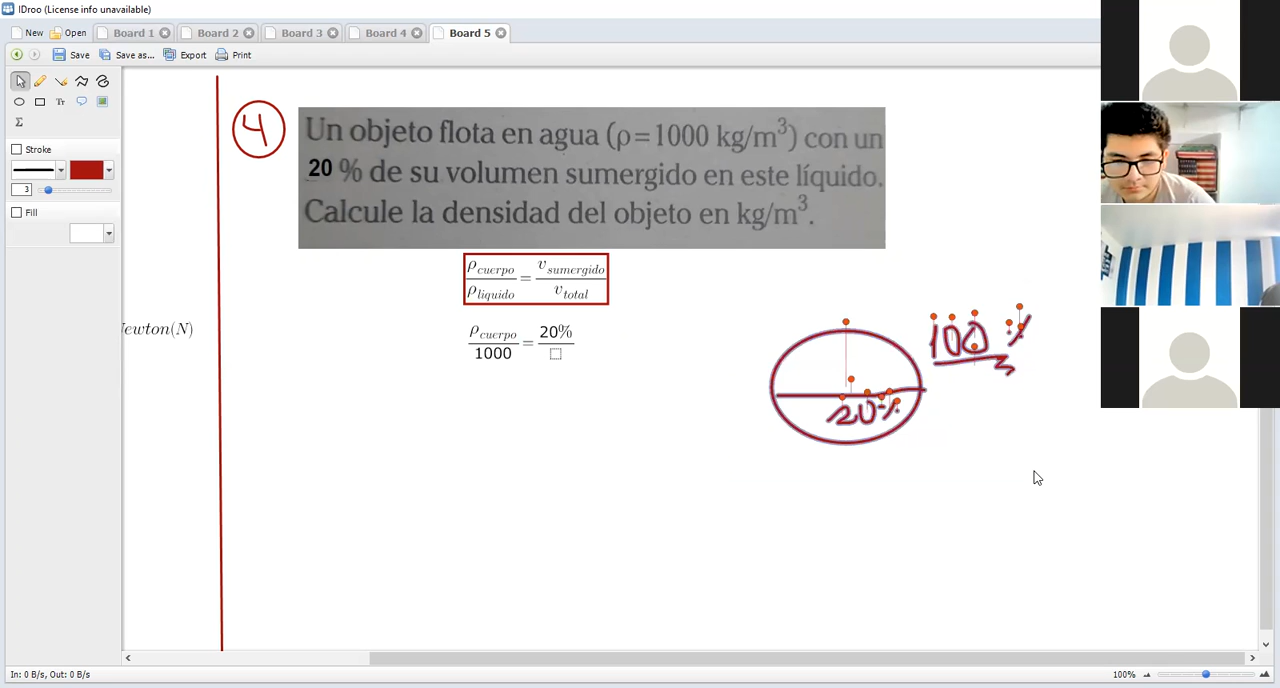 IDroo (License info unavailable)
New Open Board 1 Board 2 Board 3 Board 4 Board 5
Save Save as... Export Print
Tr
Σ
Stroke
3
Fill
4
Un objeto flota en agua (ρ=1000 kg/m³) con un
20 % de su volumen sumergido en este líquido.
Calcule la densidad del objeto en kg/m³.
ρcuerpo / ρliquido = vsumergido / vtotal
Newton(N)
ρcuerpo / 1000 = 20% / □
100 %
20%
In: 0 B/s, Out: 0 B/s
100%